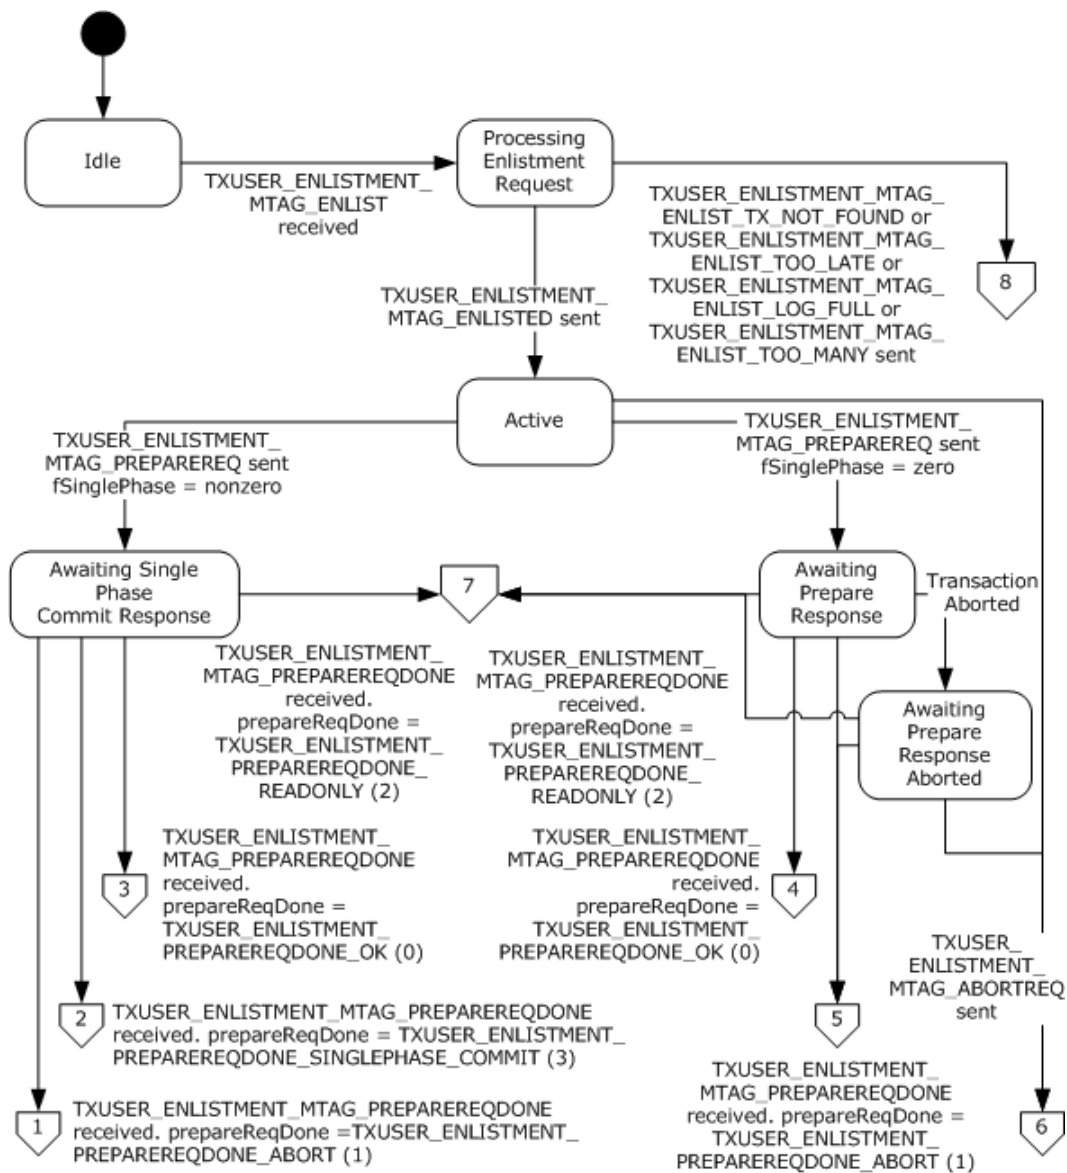 Idle
Processing
Enlistment
Request
TXUSER_ENLISTMENT_
MTAG_ENLIST
received
TXUSER_ENLISTMENT_MTAG_
ENLIST_TX_NOT_FOUND or
TXUSER_ENLISTMENT_MTAG_
ENLIST_TOO_LATE or
TXUSER_ENLISTMENT_MTAG_
ENLIST_LOG_FULL or
TXUSER_ENLISTMENT_MTAG_
ENLIST_TOO_MANY sent
8
TXUSER_ENLISTMENT_
MTAG_ENLISTED sent
Active
TXUSER_ENLISTMENT_
MTAG_PREPAREREQ sent
fSinglePhase = nonzero
TXUSER_ENLISTMENT_
MTAG_PREPAREREQ sent
fSinglePhase = zero
Awaiting Single
Phase
Commit Response
7
Awaiting
Prepare
Response
Transaction
Aborted
TXUSER_ENLISTMENT_
MTAG_PREPAREREQDONE
received.
prepareReqDone =
TXUSER_ENLISTMENT_
PREPAREREQDONE_
READONLY (2)
TXUSER_ENLISTMENT_
MTAG_PREPAREREQDONE
received.
prepareReqDone =
TXUSER_ENLISTMENT_
PREPAREREQDONE_
READONLY (2)
Awaiting
Prepare
Response
Aborted
3
TXUSER_ENLISTMENT_
MTAG_PREPAREREQDONE
received.
prepareReqDone =
TXUSER_ENLISTMENT_
PREPAREREQDONE_OK (0)
TXUSER_ENLISTMENT_
MTAG_PREPAREREQDONE
received.
prepareReqDone =
TXUSER_ENLISTMENT_
PREPAREREQDONE_OK (0)
4
TXUSER_
ENLISTMENT_
MTAG_ABORTREQ
sent
2
TXUSER_ENLISTMENT_MTAG_PREPAREREQDONE
received. prepareReqDone = TXUSER_ENLISTMENT_
PREPAREREQDONE_SINGLEPHASE_COMMIT (3)
5
1
TXUSER_ENLISTMENT_MTAG_PREPAREREQDONE
received. prepareReqDone =TXUSER_ENLISTMENT_
PREPAREREQDONE_ABORT (1)
TXUSER_ENLISTMENT_
MTAG_PREPAREREQDONE
received. prepareReqDone =
TXUSER_ENLISTMENT_
PREPAREREQDONE_ABORT (1)
6